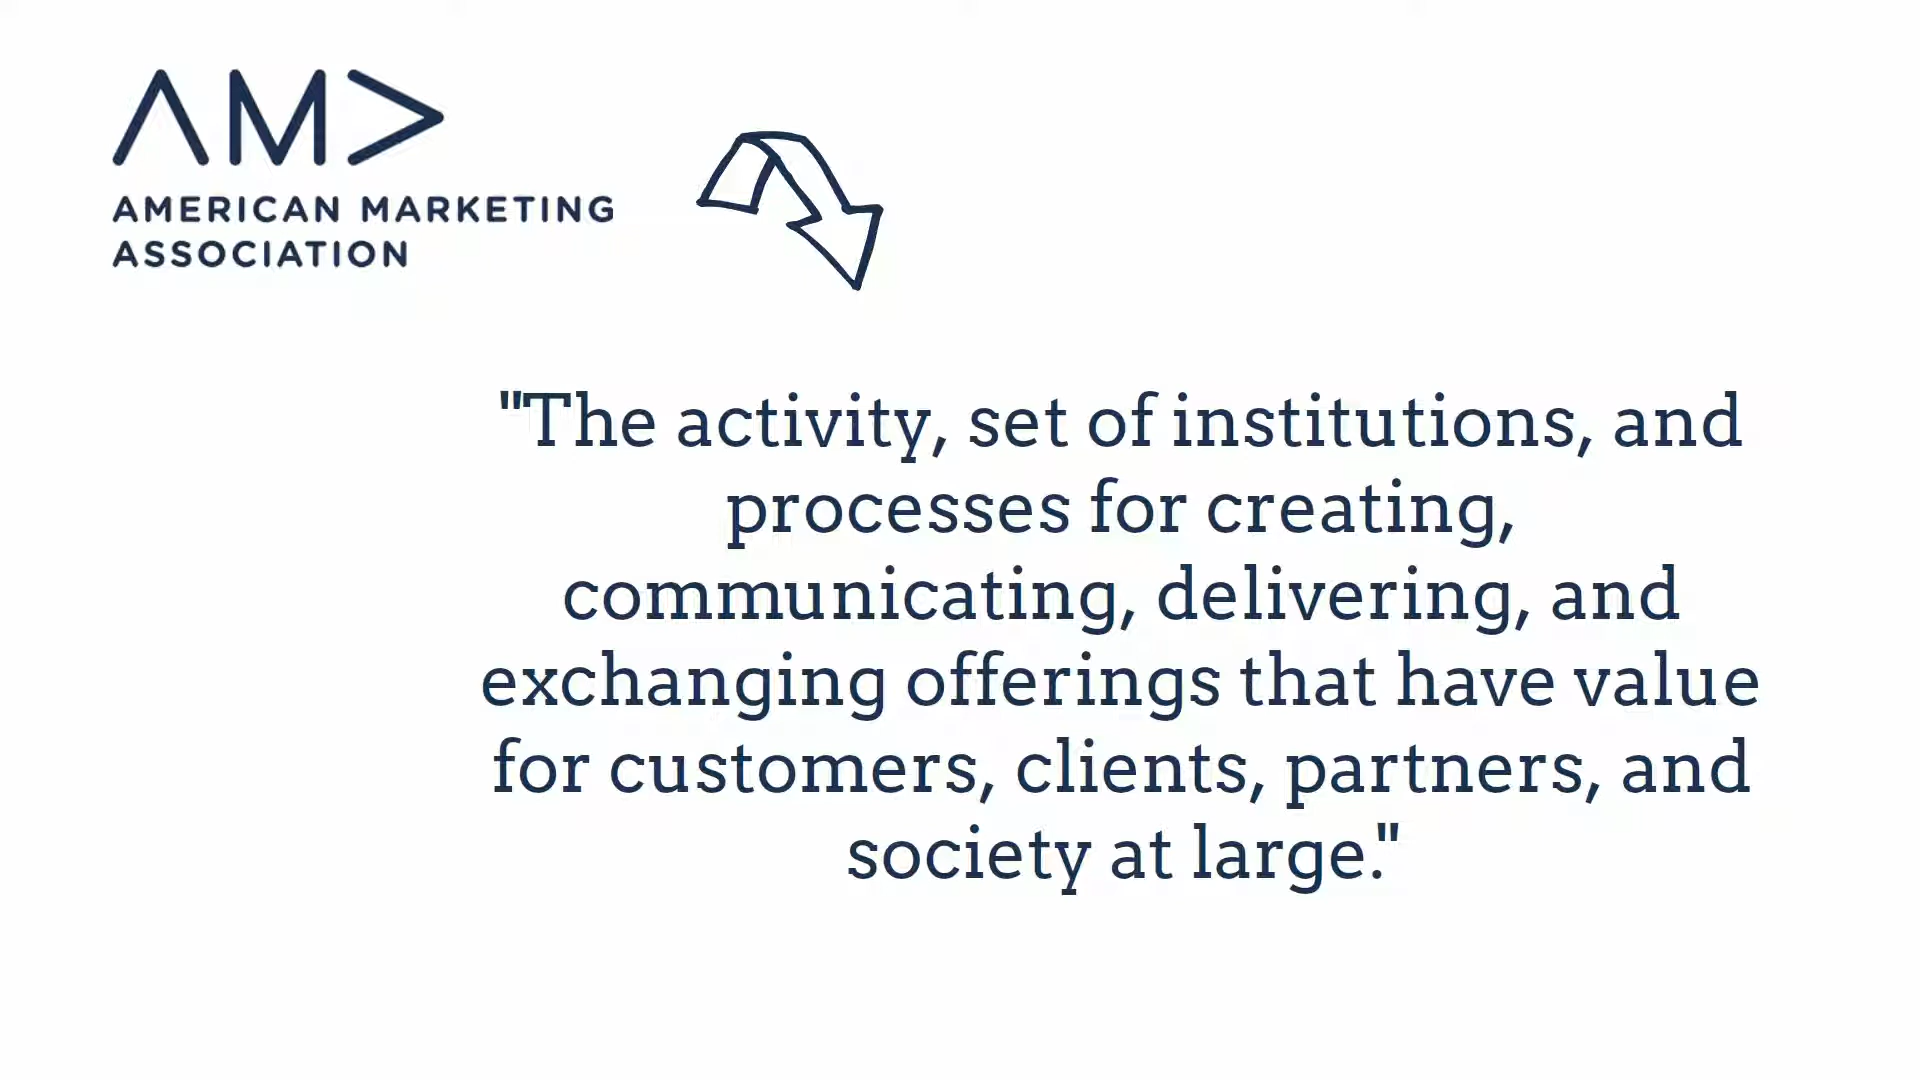 AMA
AMERICAN MARKETING
ASSOCIATION
"The activity, set of institutions, and
processes for creating,
communicating, delivering, and
exchanging offerings that have value
for customers, clients, partners, and
society at large."